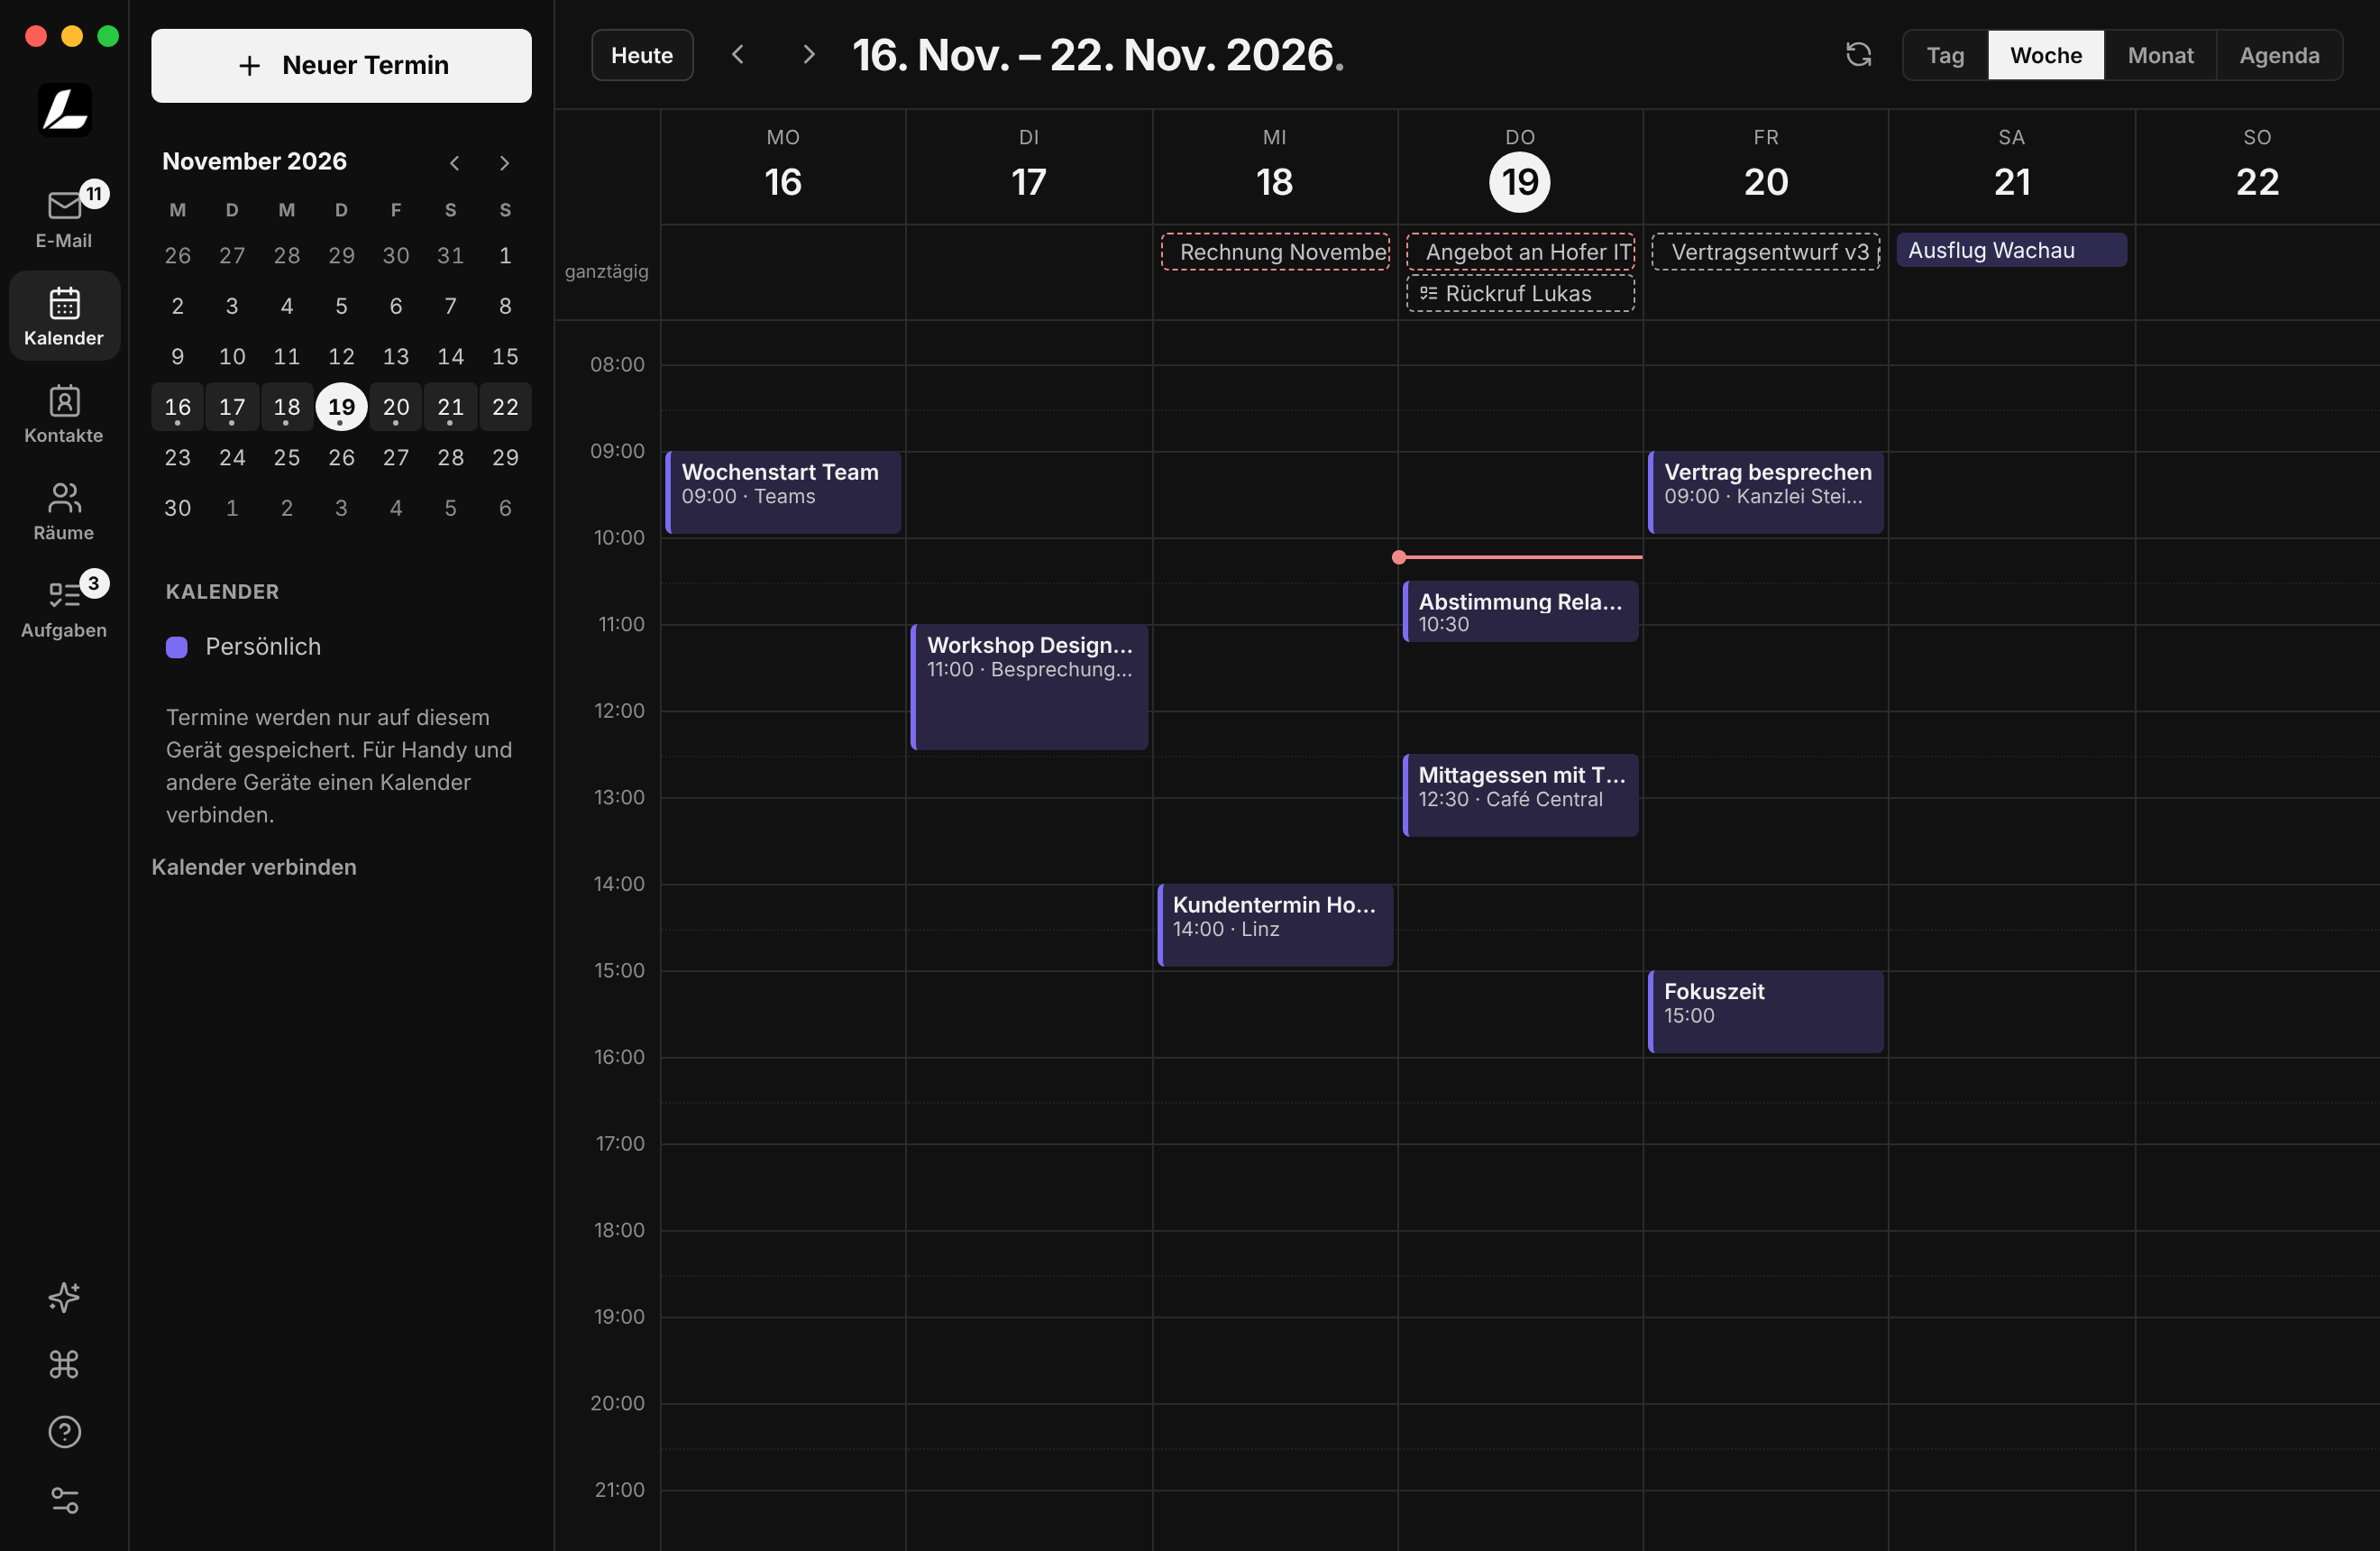 Neuer Termin
Heute
16. Nov. – 22. Nov. 2026.
Tag
Woche
Monat
Agenda
11
E-Mail
Kalender
Kontakte
Räume
3
Aufgaben
November 2026
M D M D F S S
26 27 28 29 30 31 1
2 3 4 5 6 7 8
9 10 11 12 13 14 15
16 17 18 19 20 21 22
23 24 25 26 27 28 29
30 1 2 3 4 5 6
KALENDER
Persönlich
Termine werden nur auf diesem
Gerät gespeichert. Für Handy und
andere Geräte einen Kalender
verbinden.
Kalender verbinden
MO DI MI DO FR SA SO
16 17 18 19 20 21 22
ganztägig
Rechnung Novembe
Angebot an Hofer IT
Rückruf Lukas
Vertragsentwurf v3
Ausflug Wachau
08:00
09:00
10:00
11:00
12:00
13:00
14:00
15:00
16:00
17:00
18:00
19:00
20:00
21:00
Wochenstart Team
09:00 · Teams
Workshop Design...
11:00 · Besprechung...
Kundentermin Ho...
14:00 · Linz
Abstimmung Rela...
10:30
Mittagessen mit T...
12:30 · Café Central
Vertrag besprechen
09:00 · Kanzlei Stei...
Fokuszeit
15:00